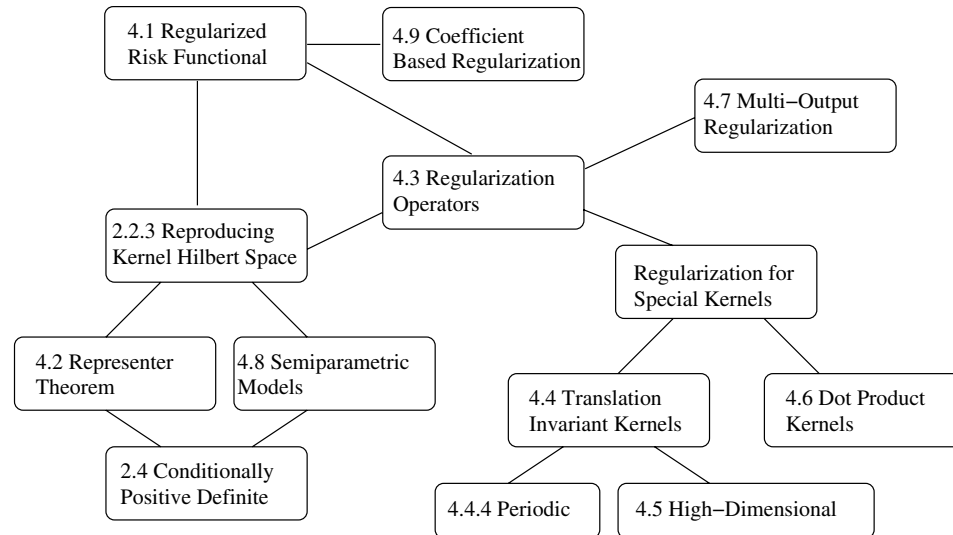 4.1 Regularized
Risk Functional
4.9 Coefficient
Based Regularization
4.7 Multi−Output
Regularization
4.3 Regularization
Operators
2.2.3 Reproducing
Kernel Hilbert Space
Regularization for
Special Kernels
4.2 Representer
Theorem
4.8 Semiparametric
Models
4.4 Translation
Invariant Kernels
4.6 Dot Product
Kernels
2.4 Conditionally
Positive Definite
4.4.4 Periodic
4.5 High−Dimensional